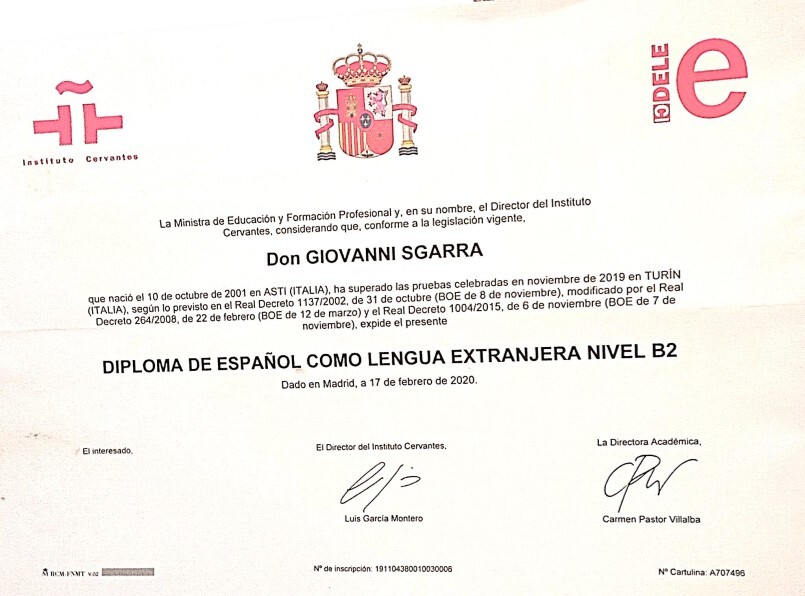 Instituto Cervantes
DELE
e
La Ministra de Educación y Formación Profesional y, en su nombre, el Director del Instituto
Cervantes, considerando que, conforme a la legislación vigente,
Don GIOVANNI SGARRA
que nació el 10 de octubre de 2001 en ASTI (ITALIA), ha superado las pruebas celebradas en noviembre de 2019 en TURÍN
(ITALIA), según lo previsto en el Real Decreto 1137/2002, de 31 de octubre (BOE de 8 de noviembre), modificado por el Real
Decreto 264/2008, de 22 de febrero (BOE de 12 de marzo) y el Real Decreto 1004/2015, de 6 de noviembre (BOE de 7 de
noviembre), expide el presente
DIPLOMA DE ESPAÑOL COMO LENGUA EXTRANJERA NIVEL B2
Dado en Madrid, a 17 de febrero de 2020.
El interesado,
El Director del Instituto Cervantes,
La Directora Académica,
Luis García Montero
Carmen Pastor Villalba
RCM-FNMT V.02
Nº de inscripción: 191104380010030006
Nº Cartulina: A707496